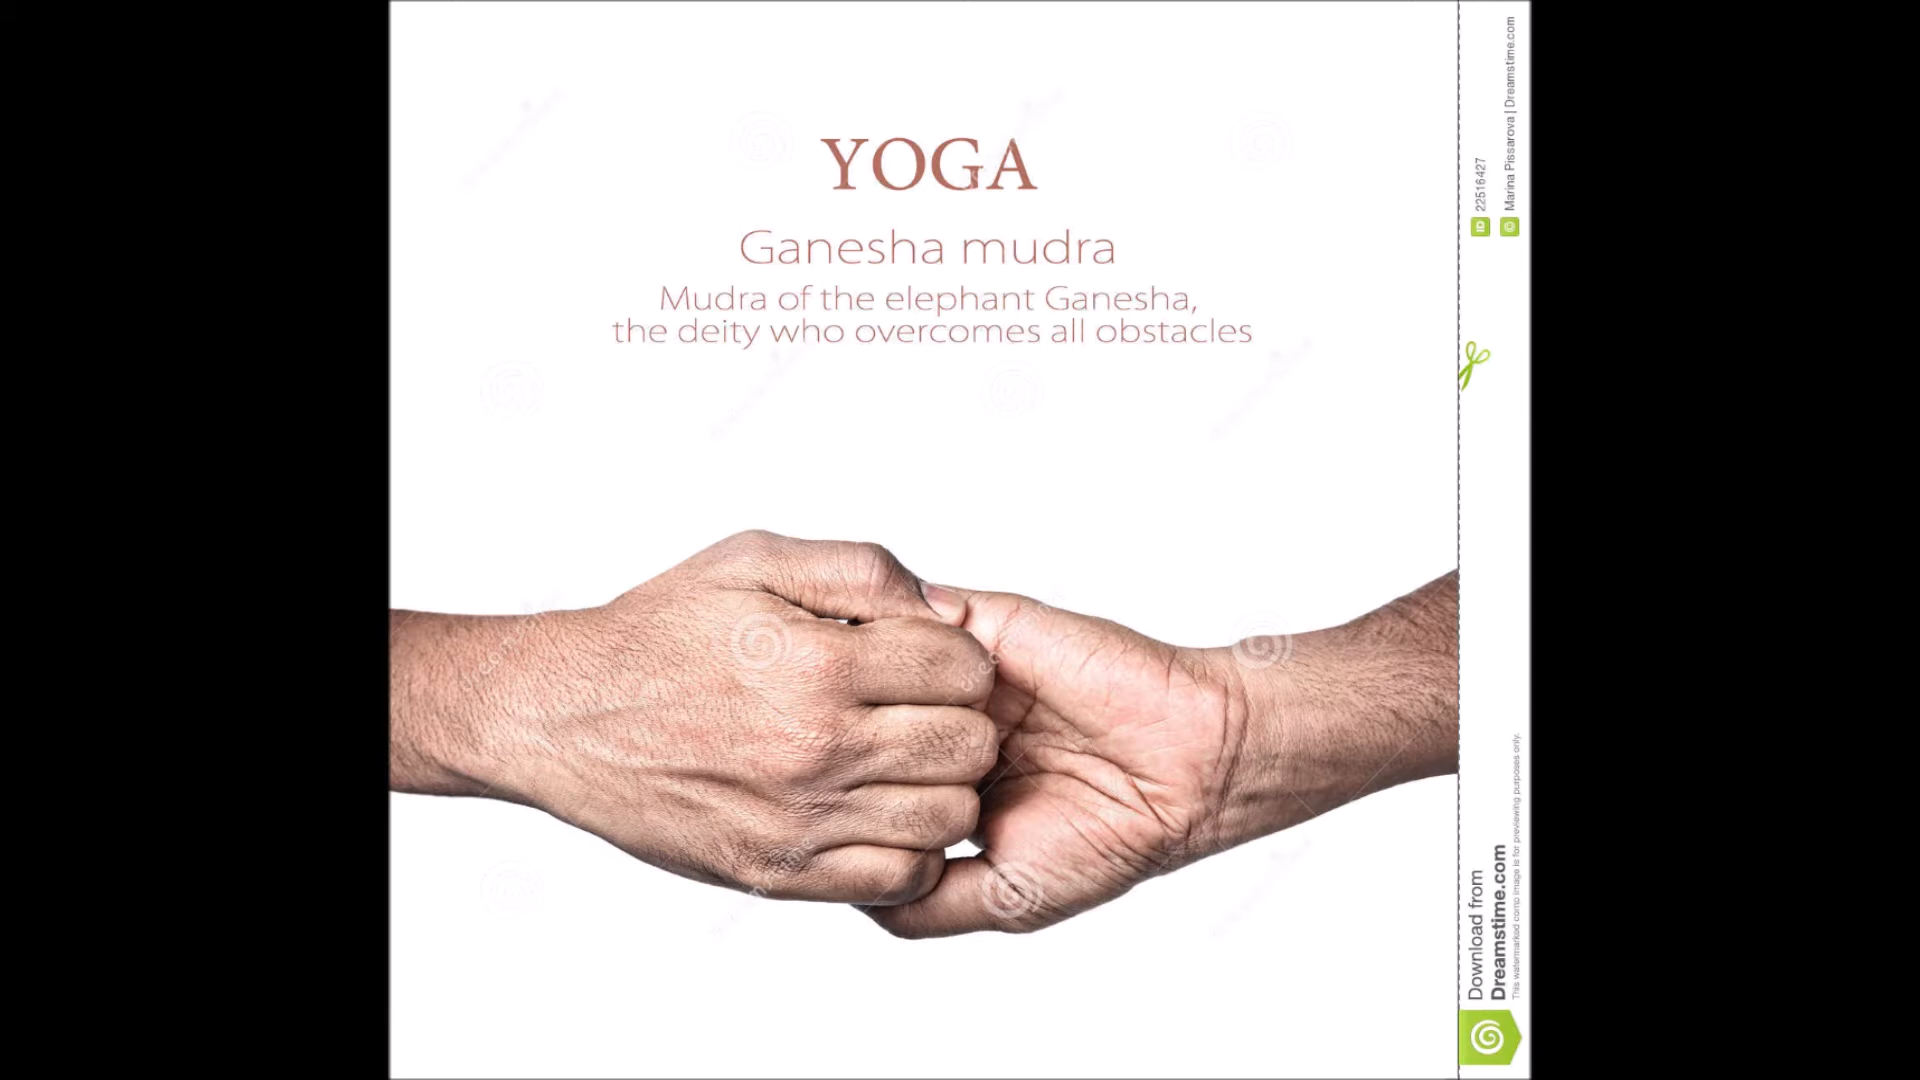 YOGA
Ganesha mudra
Mudra of the elephant Ganesha,
the deity who overcomes all obstacles
ID 22516427
© Marina Pissarova | Dreamstime.com
Download from
Dreamstime.com
This watermarked comp image is for previewing purposes only.